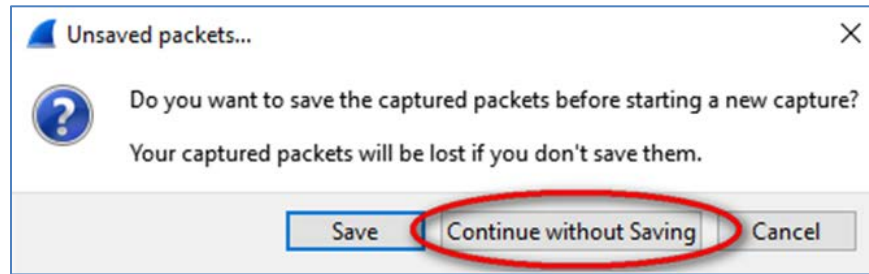 Unsaved packets...
Do you want to save the captured packets before starting a new capture?
Your captured packets will be lost if you don't save them.
Save Continue without Saving Cancel